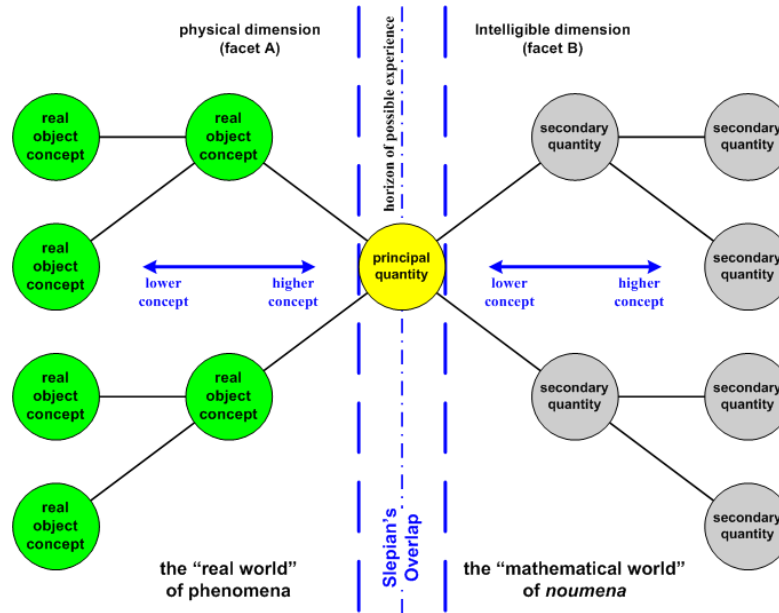 physical dimension
(facet A)
horizon of possible experience
Intelligible dimension
(facet B)
real
object
concept
real
object
concept
secondary
quantity
secondary
quantity
real
object
concept
lower
concept
higher
concept
principal
quantity
lower
concept
higher
concept
secondary
quantity
real
object
concept
real
object
concept
secondary
quantity
secondary
quantity
real
object
concept
secondary
quantity
Slepian's
Overlap
the “real world”
of phenomena
the “mathematical world”
of noumena